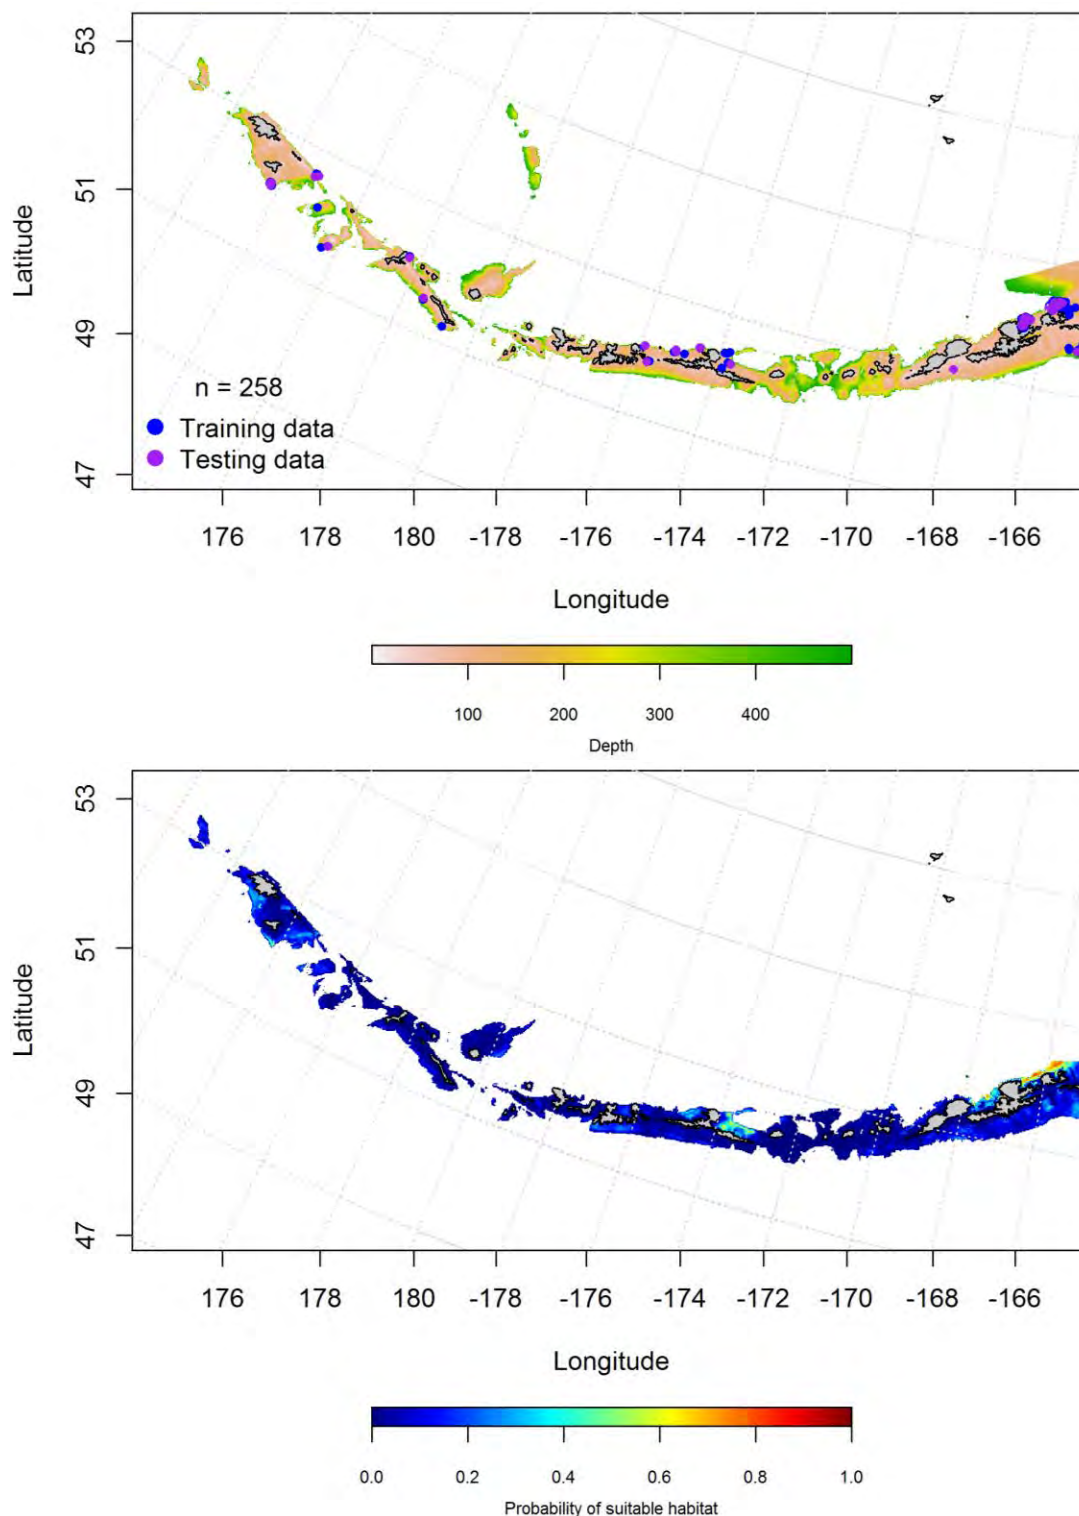 53
51
49
47
Latitude
n = 258
Training data
Testing data
176 178 180 -178 -176 -174 -172 -170 -168 -166
Longitude
100 200 300 400
Depth
53
51
49
47
Latitude
176 178 180 -178 -176 -174 -172 -170 -168 -166
Longitude
0.0 0.2 0.4 0.6 0.8 1.0
Probability of suitable habitat